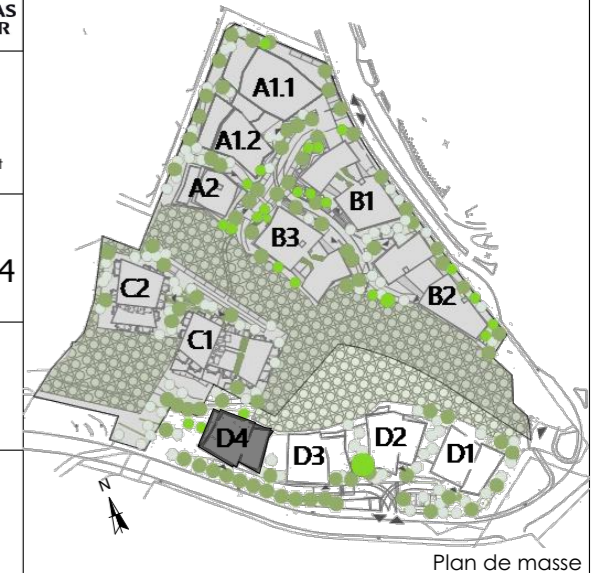 AS
R
t
4
A1.1
A1.2
A2
B1
B3
B2
C2
C1
D4
D3
D2
D1
N
Plan de masse